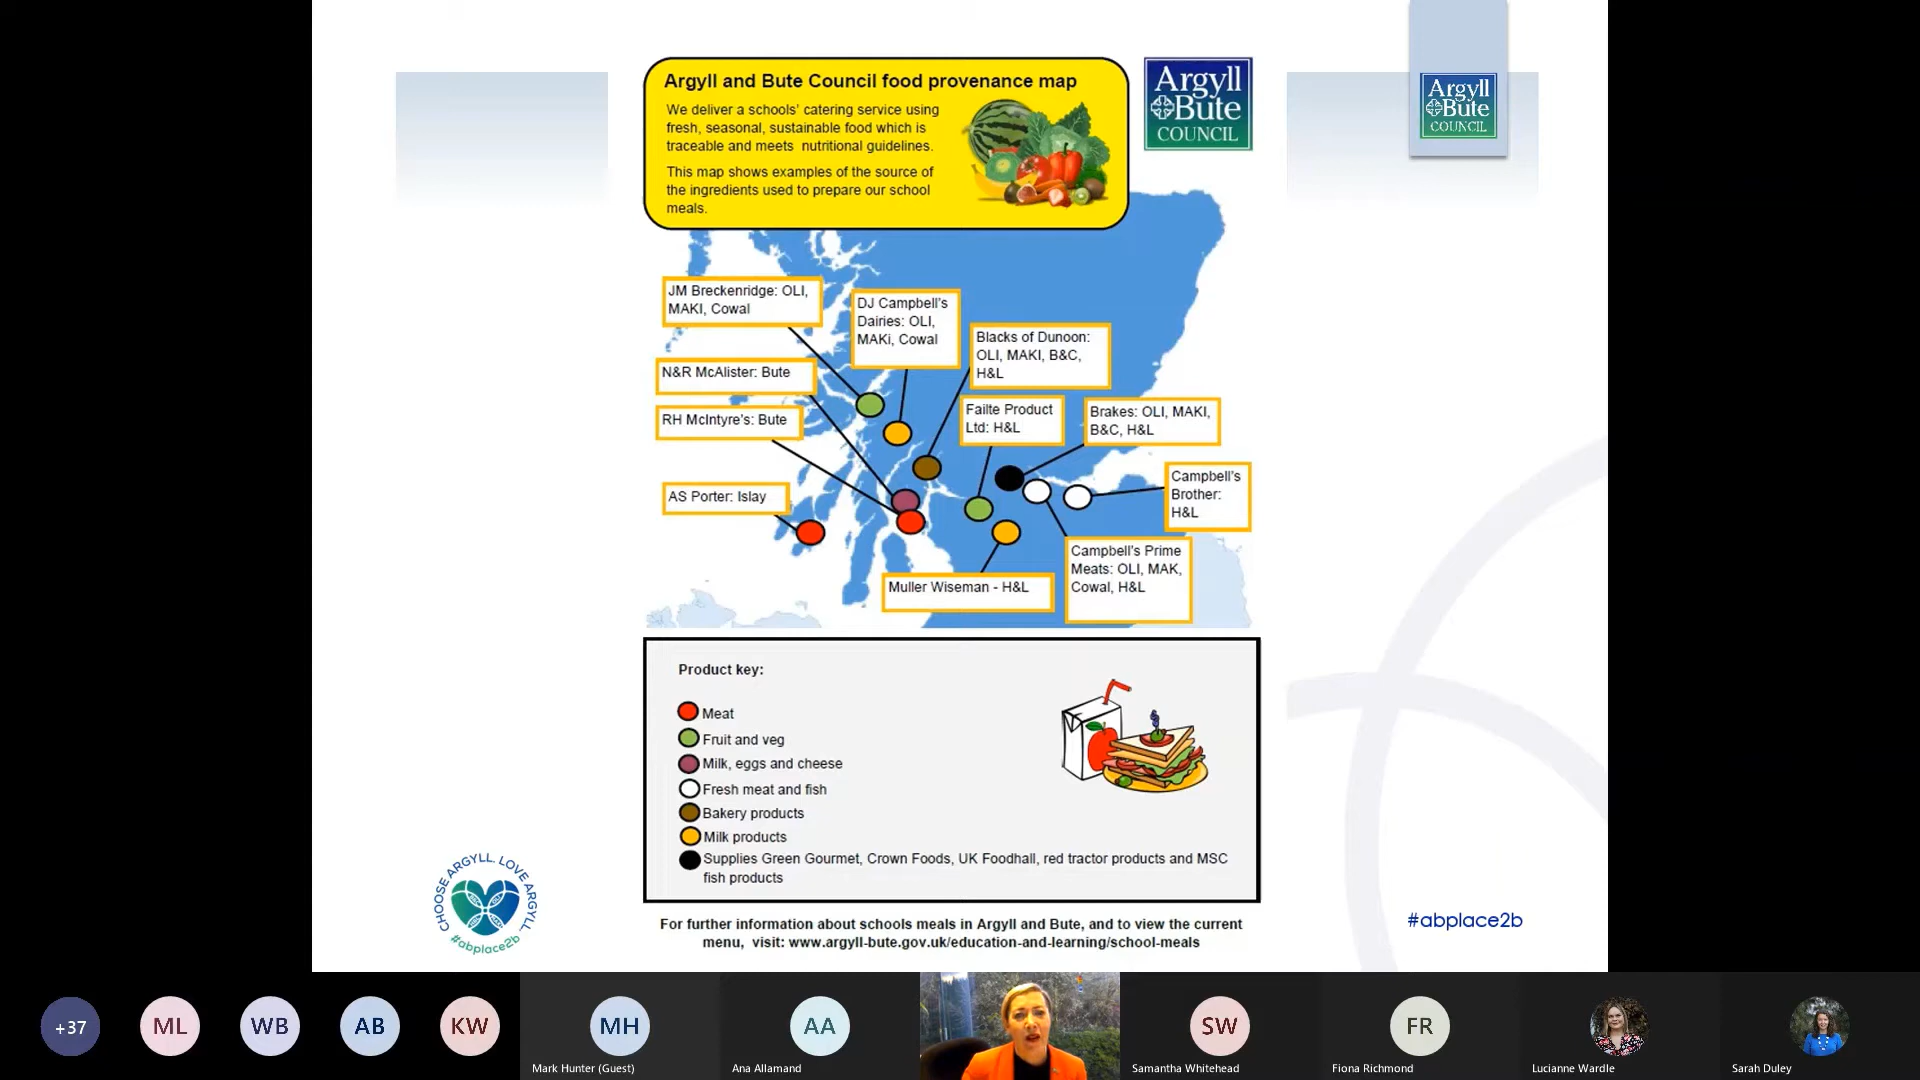 Argyll and Bute Council food provenance map
We deliver a schools' catering service using
fresh, seasonal, sustainable food which is
traceable and meets nutritional guidelines.
This map shows examples of the source of
the ingredients used to prepare our school
meals.
Argyll
Bute
COUNCIL
Argyll
Bute
COUNCIL
JM Breckenridge: OLI,
MAKI, Cowal
DJ Campbell's
Dairies: OLI,
MAKi, Cowal
Blacks of Dunoon:
OLI, MAKI, B&C,
H&L
N&R McAlister: Bute
RH McIntyre's: Bute
Failte Product
Ltd: H&L
Brakes: OLI, MAKI,
B&C, H&L
AS Porter: Islay
Campbell's
Brother:
H&L
Campbell's Prime
Meats: OLI, MAK,
Cowal, H&L
Muller Wiseman - H&L
Product key:
Meat
Fruit and veg
Milk, eggs and cheese
Fresh meat and fish
Bakery products
Milk products
Supplies Green Gourmet, Crown Foods, UK Foodhall, red tractor products and MSC
fish products
CHOOSE ARGYLL. LOVE ARGYLL.
#abplace2b
For further information about schools meals in Argyll and Bute, and to view the current
menu, visit: www.argyll-bute.gov.uk/education-and-learning/school-meals
#abplace2b
+37
ML
WB
AB
KW
MH
AA
SW
FR
Mark Hunter (Guest)
Ana Allamand
Samantha Whitehead
Fiona Richmond
Lucianne Wardle
Sarah Duley